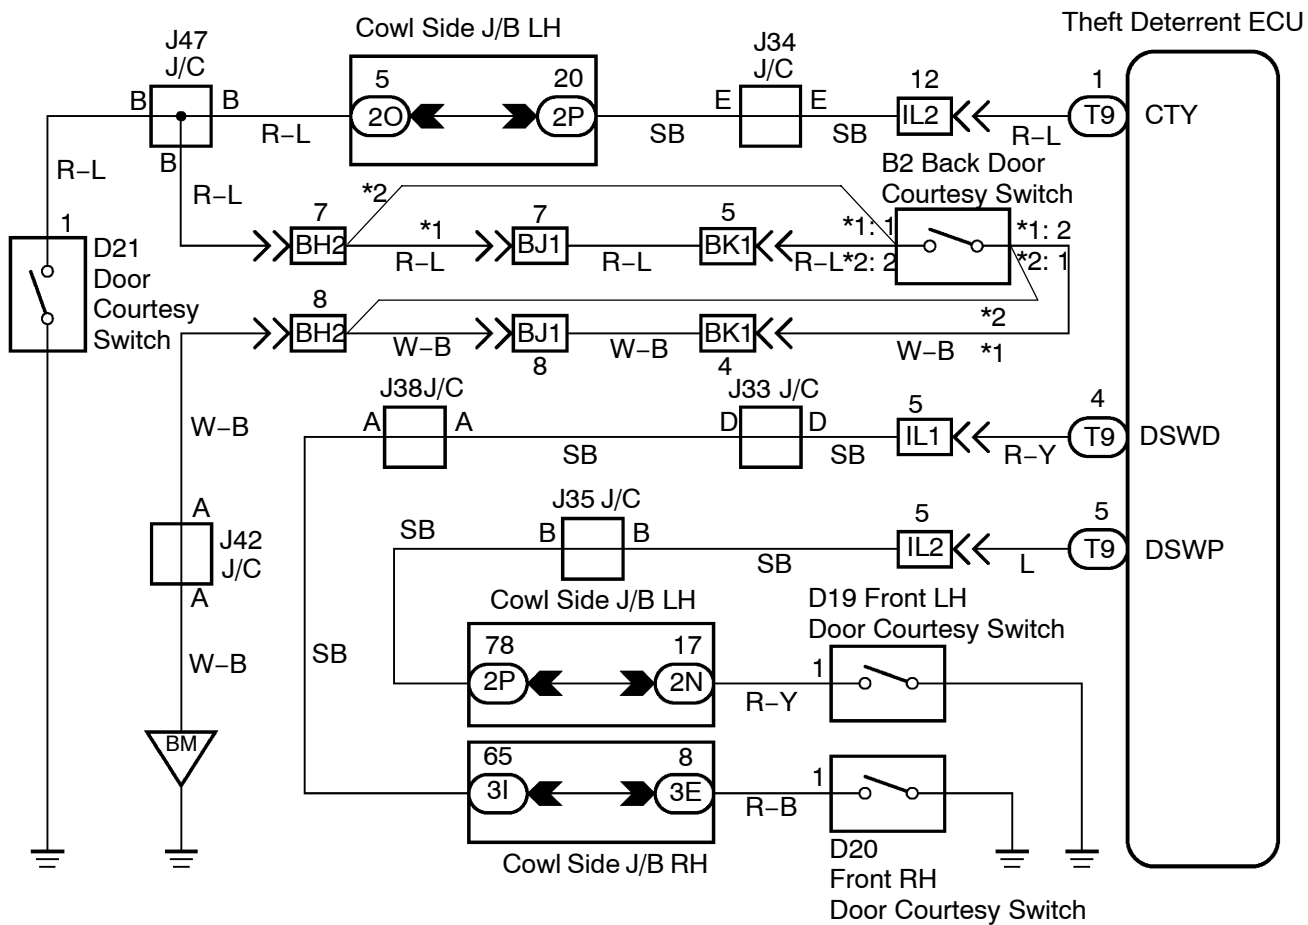 Theft Deterrent ECU
Cowl Side J/B LH
J47
J/C
J34
J/C
5
20
12
1
B
B
E
E
2O
2P
IL2
T9
CTY
R−L
SB
SB
R−L
B
B2 Back Door
Courtesy Switch
R−L
R−L
*2
1
7
*1
7
5
*1: 1
*1: 2
D21
Door
Courtesy
Switch
BH2
BJ1
BK1
R−L
R−L
R−L
*2: 2
*2: 1
8
*2
BH2
BJ1
BK1
W−B
W−B
W−B
*1
8
4
J38J/C
J33 J/C
5
4
A
A
D
D
IL1
T9
DSWD
W−B
SB
SB
R−Y
J35 J/C
A
SB
B
B
5
5
J42
J/C
IL2
T9
DSWP
SB
L
A
Cowl Side J/B LH
D19 Front LH
Door Courtesy Switch
SB
W−B
78
17
1
2P
2N
R−Y
BM
65
8
1
3I
3E
R−B
Cowl Side J/B RH
D20
Front RH
Door Courtesy Switch